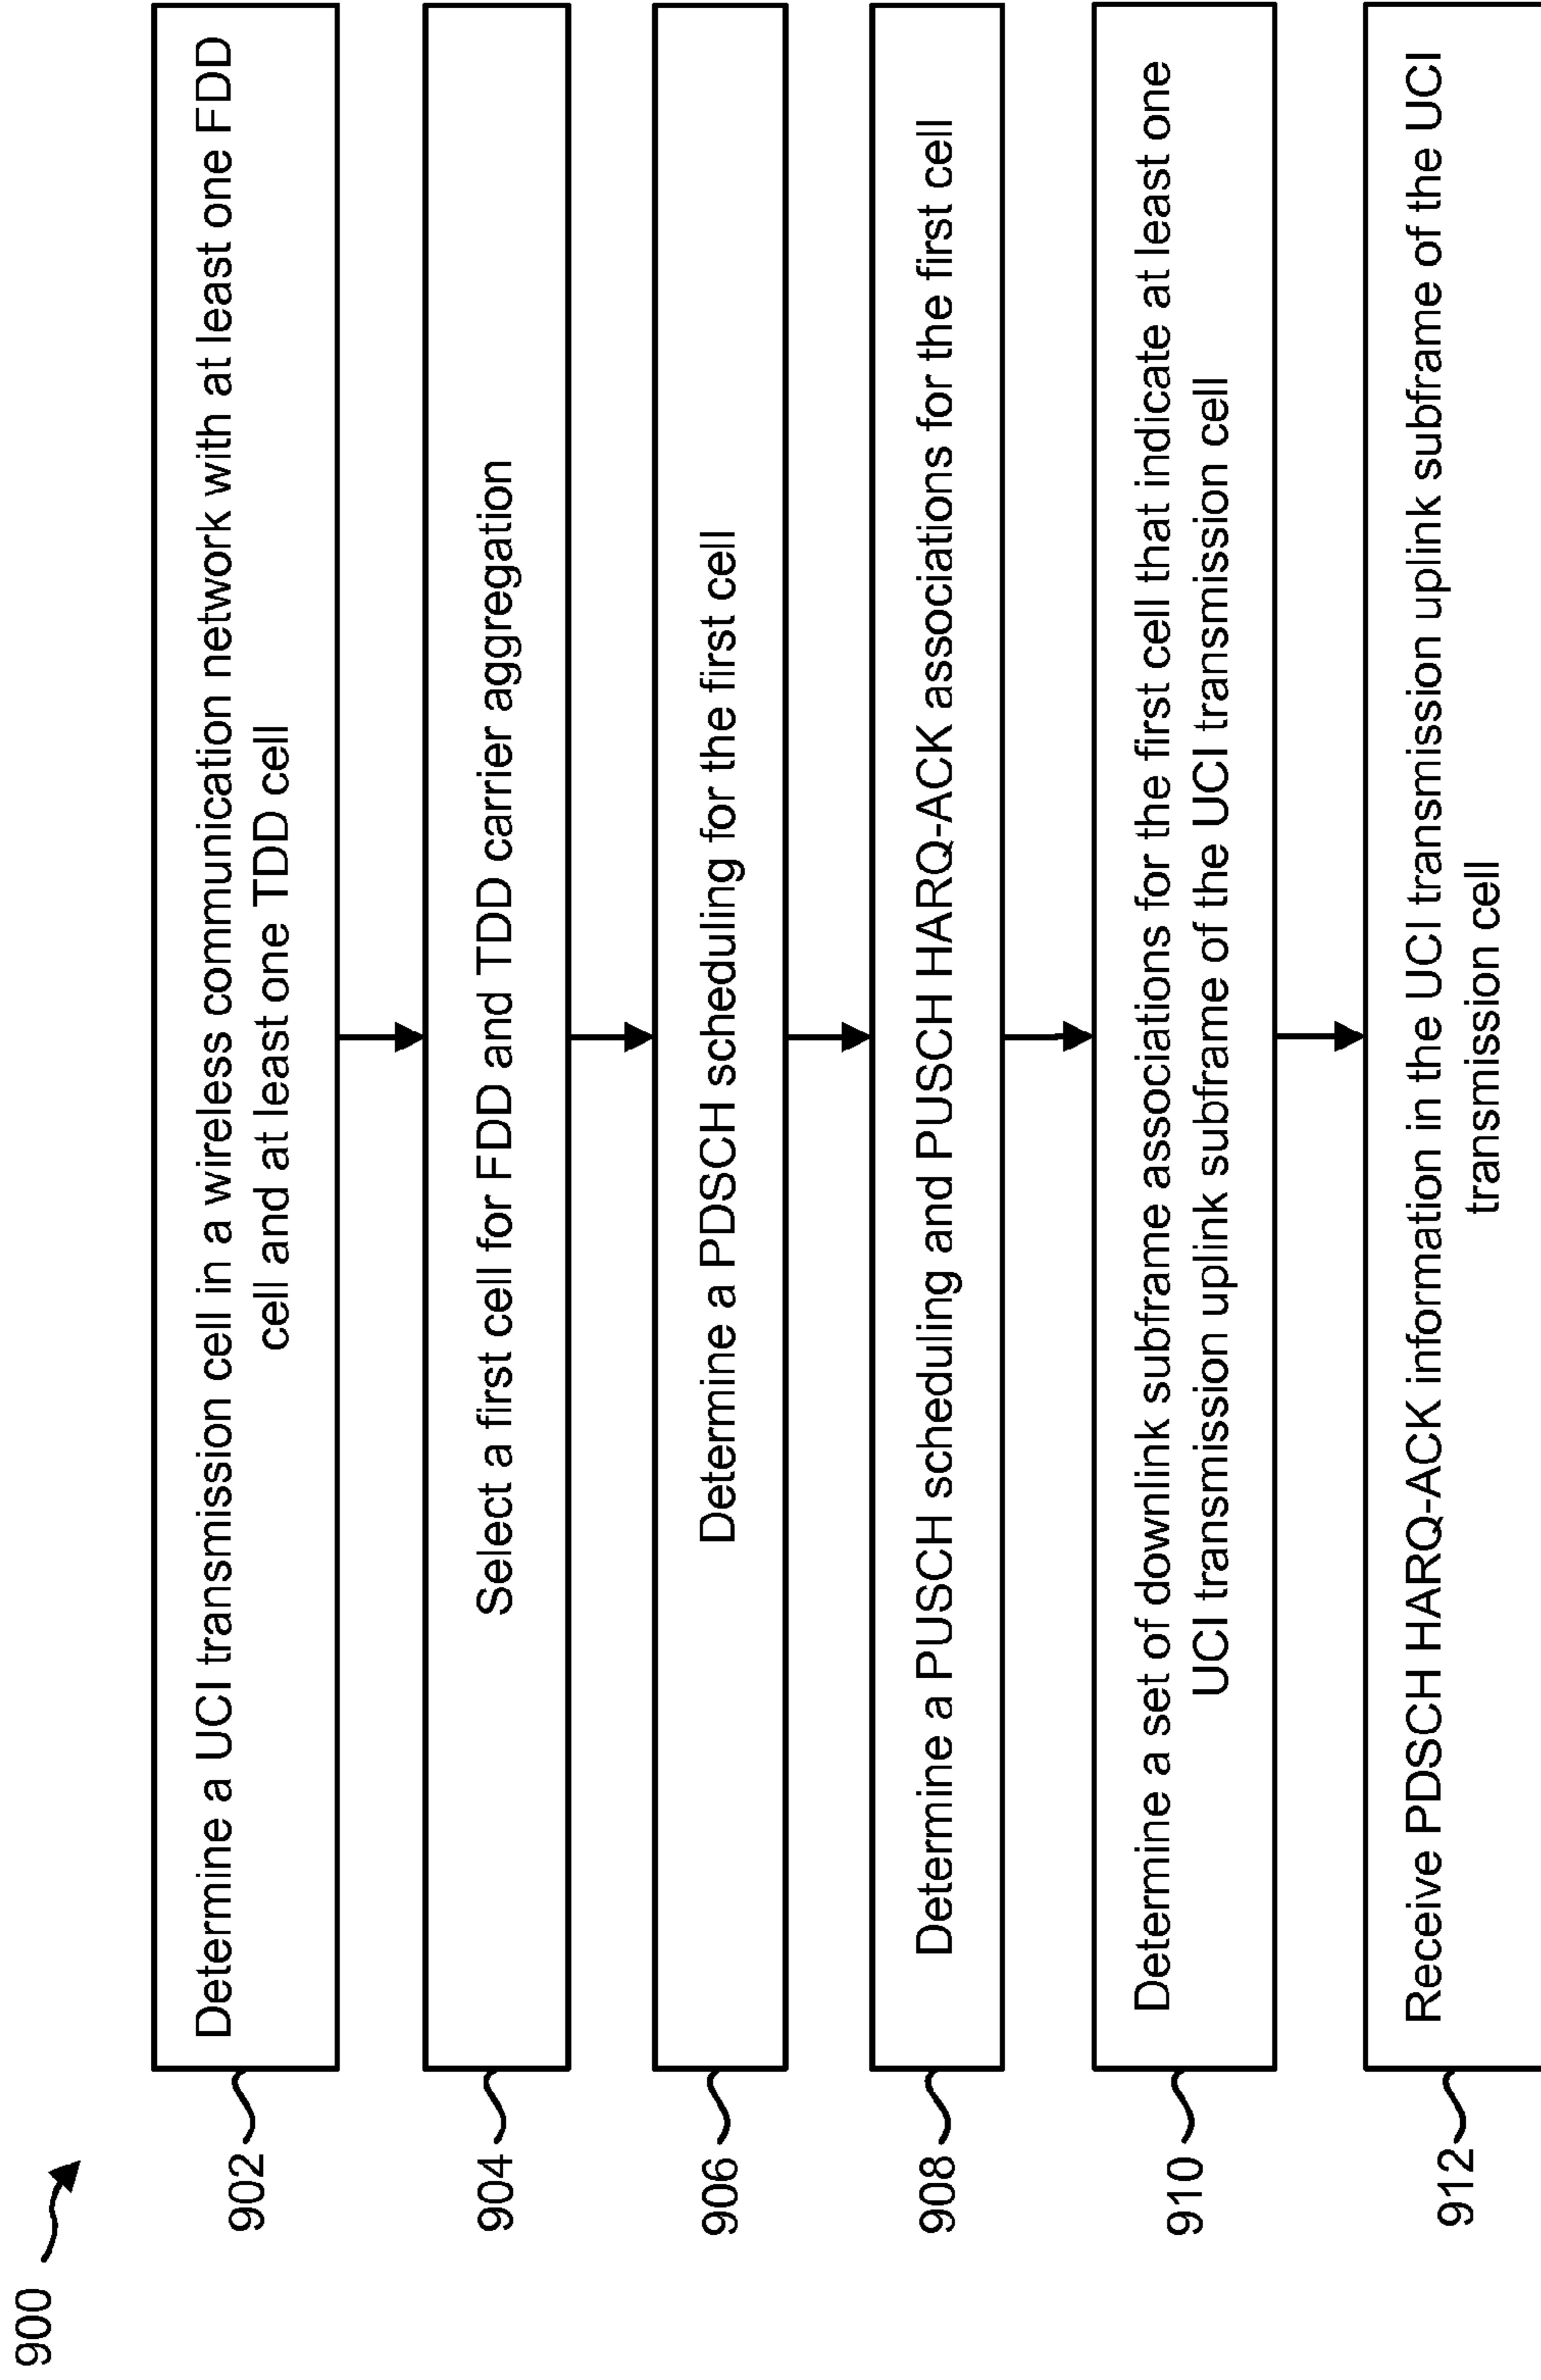 900
902
Determine a UCI transmission cell in a wireless communication network with at least one FDD
cell and at least one TDD cell
904
Select a first cell for FDD and TDD carrier aggregation
906
Determine a PDSCH scheduling for the first cell
908
Determine a PUSCH scheduling and PUSCH HARQ-ACK associations for the first cell
910
Determine a set of downlink subframe associations for the first cell that indicate at least one
UCI transmission uplink subframe of the UCI transmission cell
912
Receive PDSCH HARQ-ACK information in the UCI transmission uplink subframe of the UCI
transmission cell